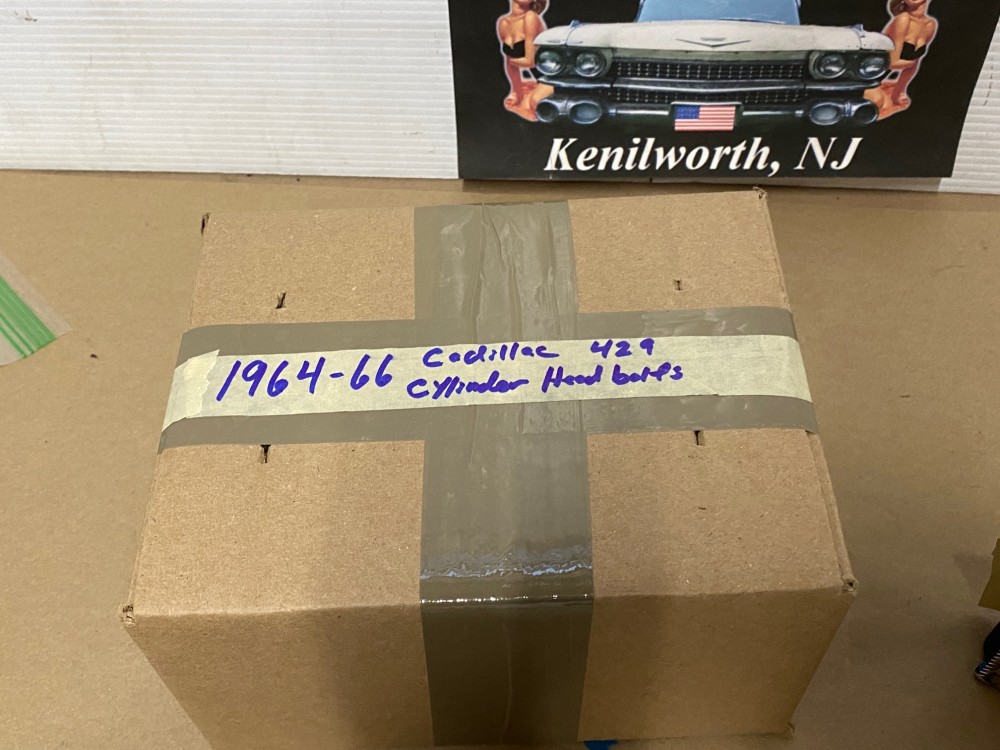 Kenilworth, NJ
1964-66 Cadillac 429
Cylinder Head bolts